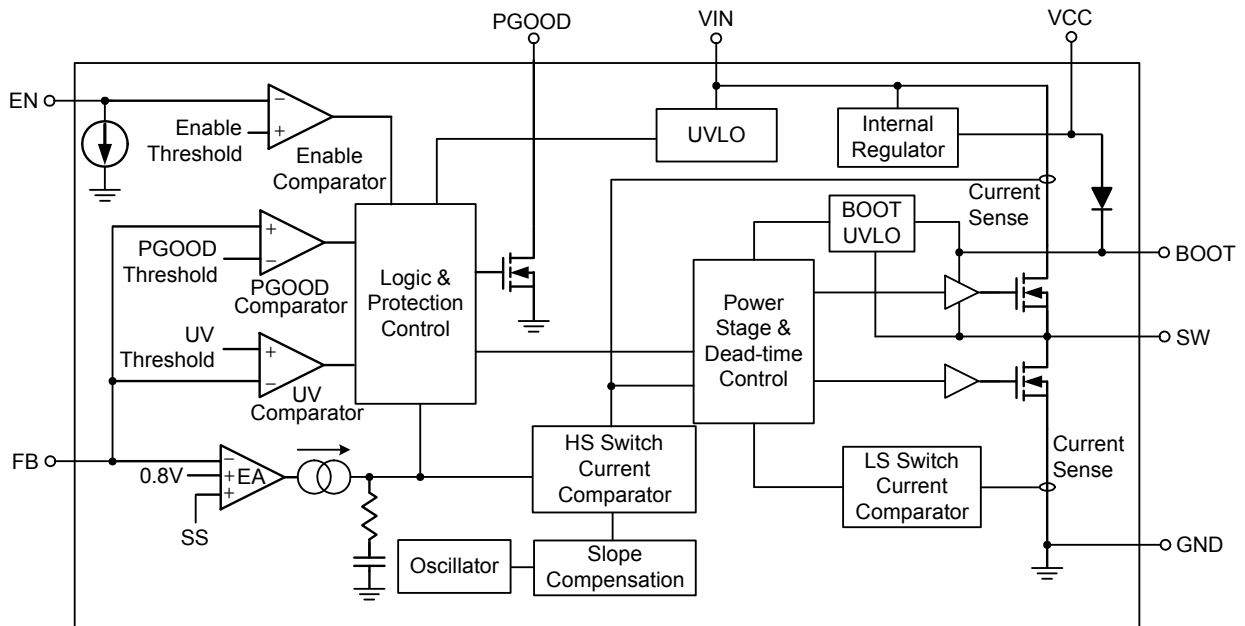 PGOOD
VIN
VCC
EN
Enable
Threshold
−
+
Enable
Comparator
UVLO
Internal
Regulator
Current
Sense
PGOOD
Threshold
+
−
PGOOD
Comparator
Logic &
Protection
Control
BOOT
UVLO
BOOT
UV
Threshold
+
−
UV
Comparator
Power
Stage &
Dead-time
Control
SW
FB
0.8V
−
+
+
EA
SS
HS Switch
Current
Comparator
LS Switch
Current
Comparator
Current
Sense
Oscillator
Slope
Compensation
GND